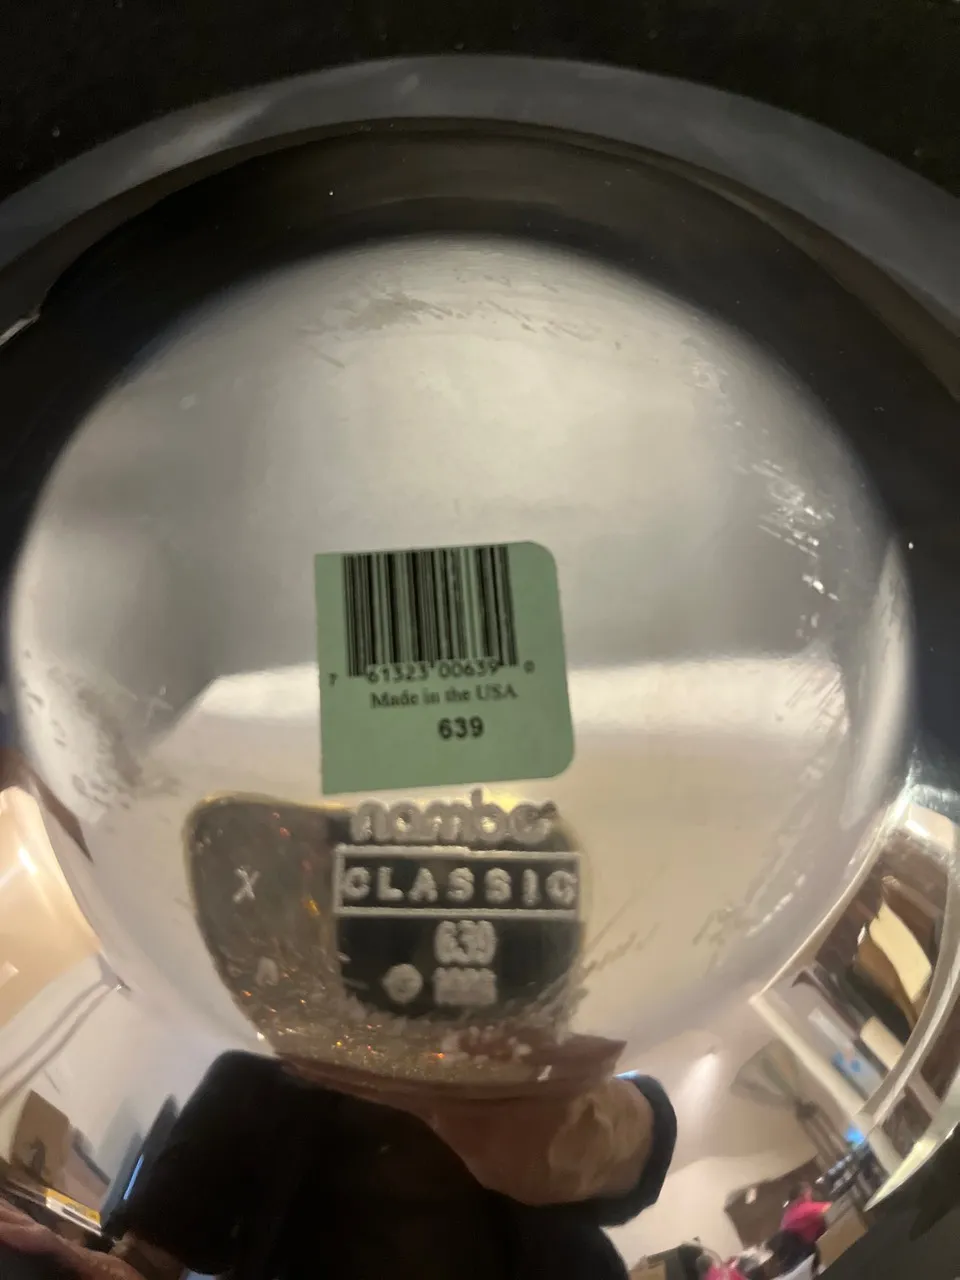 7 61323 00639 0
Made in the USA
639
nambe
CLASSIC
639
©
X